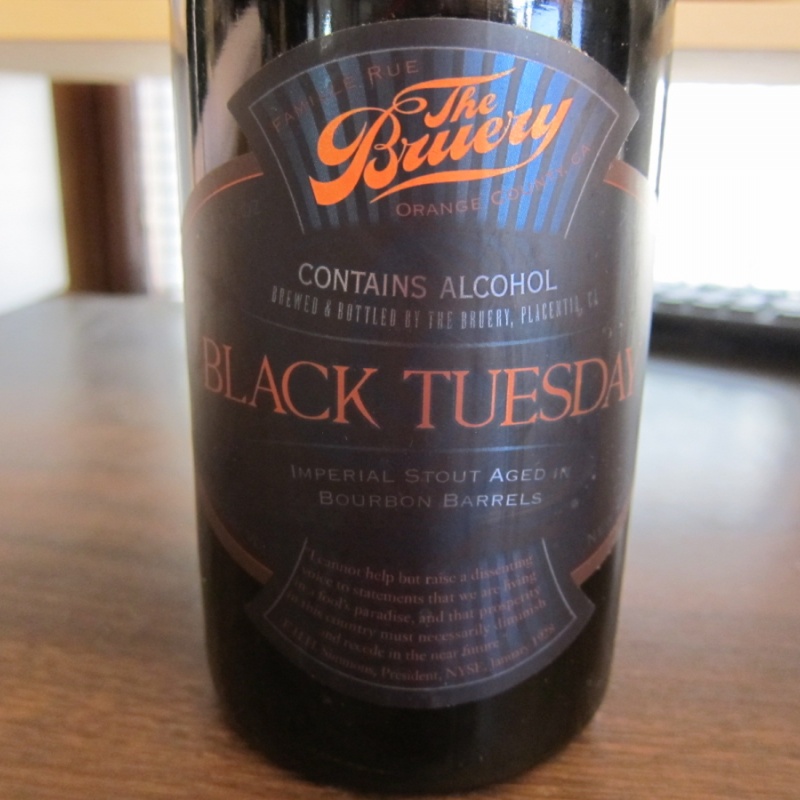 FAMILLE RUE
The
Bruery
ORANGE COUNTY, CA
OZ
CONTAINS ALCOHOL
BREWED & BOTTLED BY THE BRUERY, PLACENTIA, CA
BLACK TUESDAY
IMPERIAL STOUT AGED IN
BOURBON BARRELS
I cannot help but raise a dissenting
voice to statements that we are living
in a fool's paradise, and that prosperity
in this country must necessarily diminish
and recede in the near future
E.H.H. Simmons, President, NYSE, January 1928